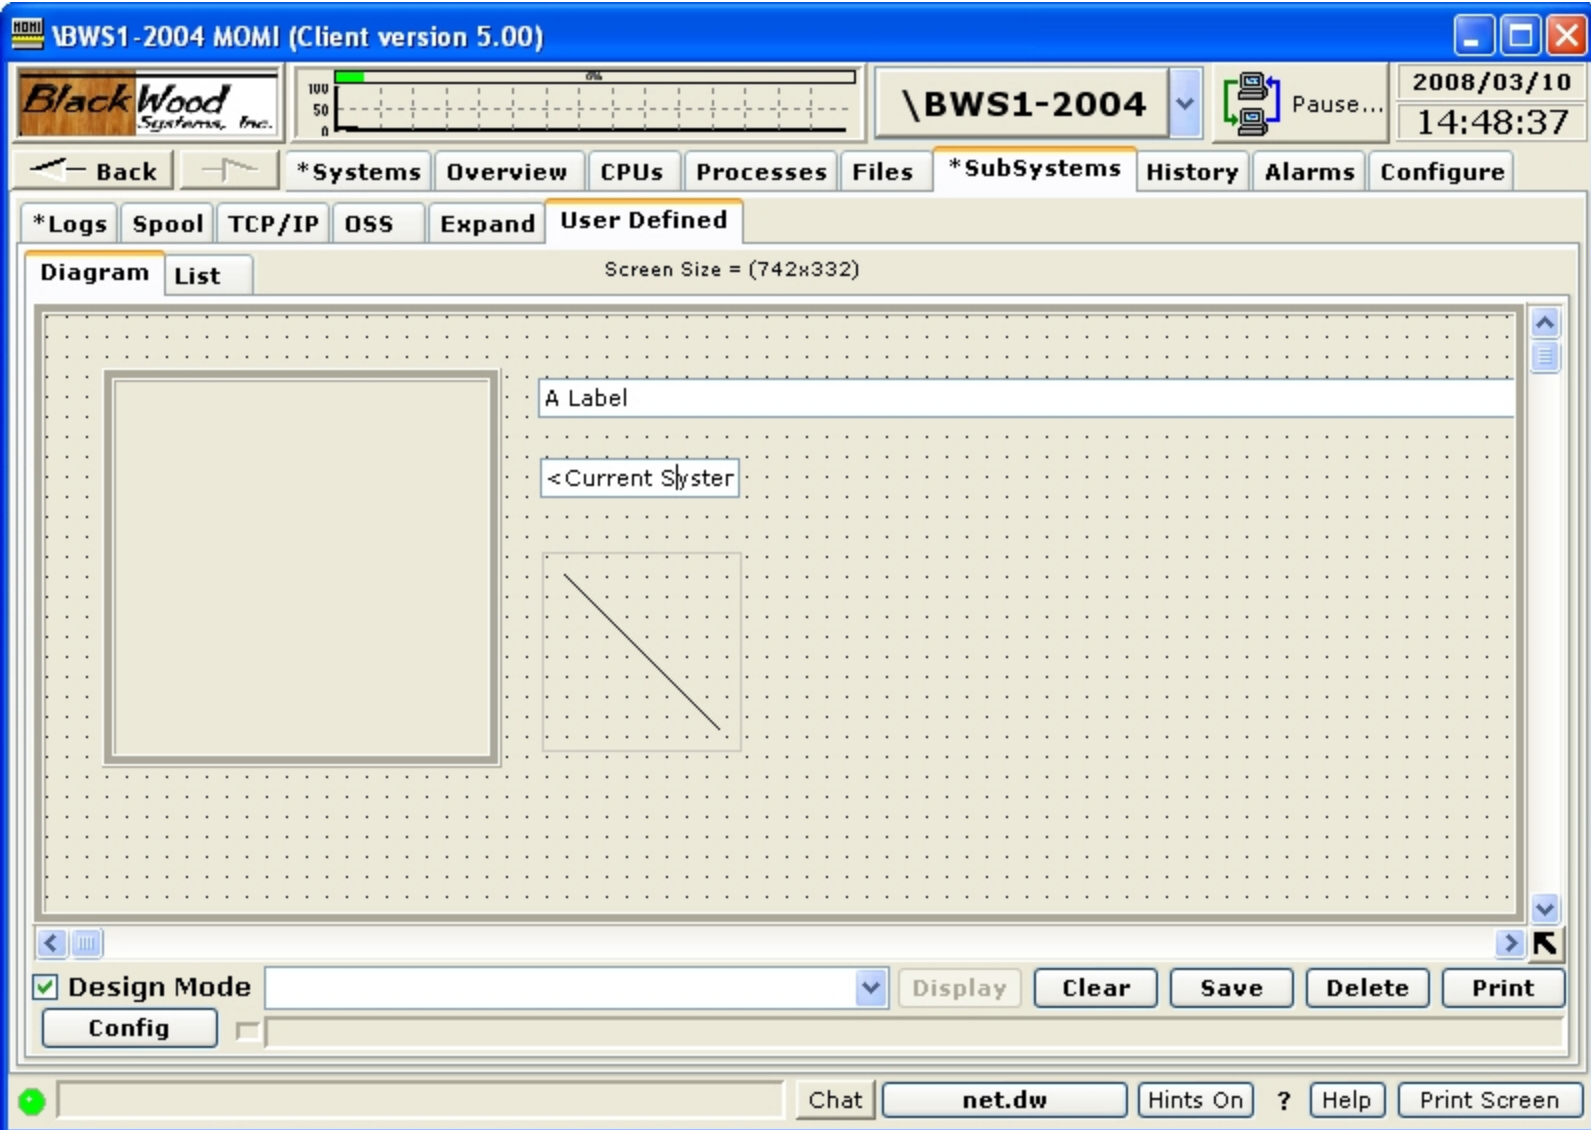 MOMI \BWS1-2004 MOMI (Client version 5.00)
BlackWood Systems, Inc.
0%
100
50
0
\BWS1-2004
Pause...
2008/03/10
14:48:37
Back *Systems Overview CPUs Processes Files *SubSystems History Alarms Configure
*Logs Spool TCP/IP OSS Expand User Defined
Diagram List Screen Size = (742x332)
A Label
<Current Syster
Design Mode Display Clear Save Delete Print
Config
Chat net.dw Hints On ? Help Print Screen